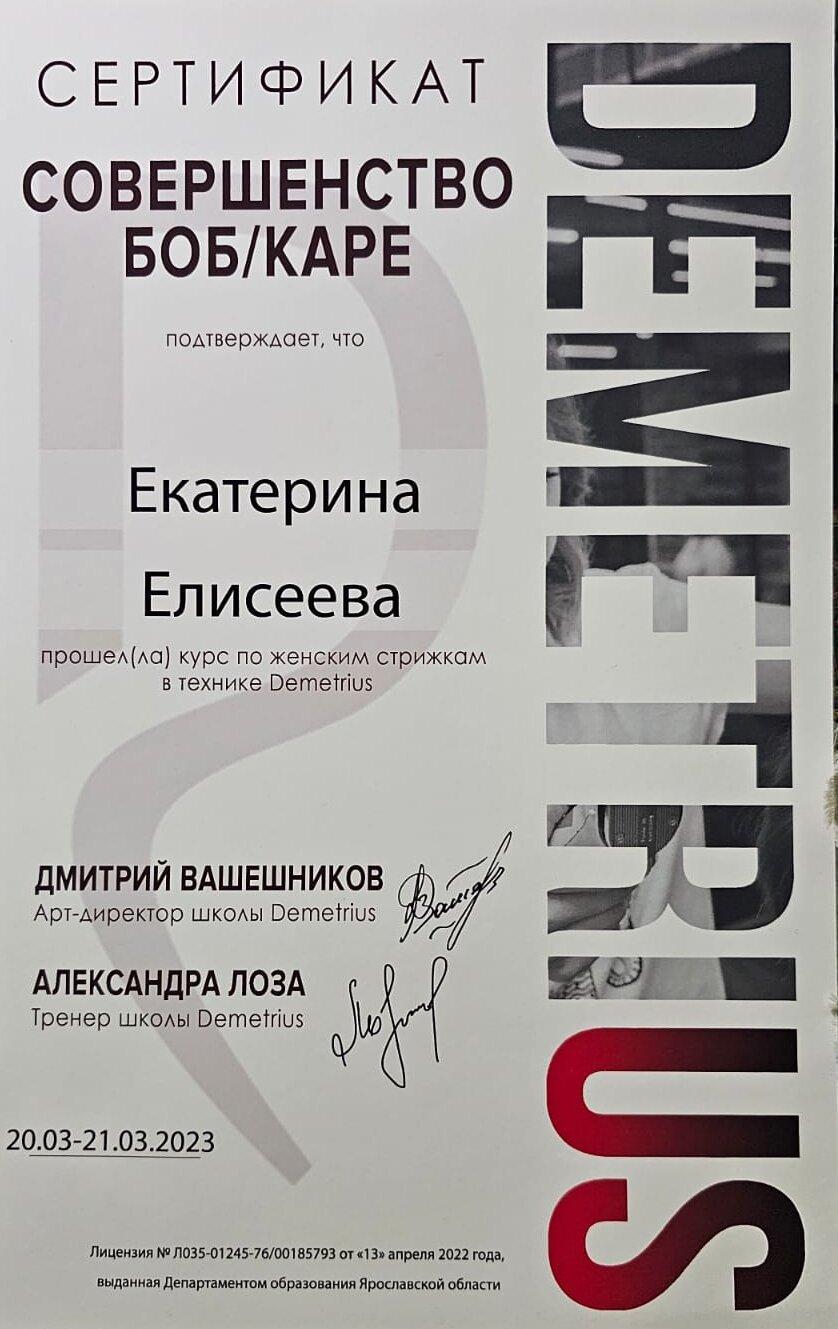 СЕРТИФИКАТ
СОВЕРШЕНСТВО
БОБ/КАРЕ
подтверждает, что
Екатерина
Елисеева
прошел(ла) курс по женским стрижкам
в технике Demetrius
ДМИТРИЙ ВАШЕШНИКОВ
Арт-директор школы Demetrius
АЛЕКСАНДРА ЛОЗА
Тренер школы Demetrius
20.03-21.03.2023
Лицензия № Л035-01245-76/00185793 от «13» апреля 2022 года,
выданная Департаментом образования Ярославской области
DEMETRIUS